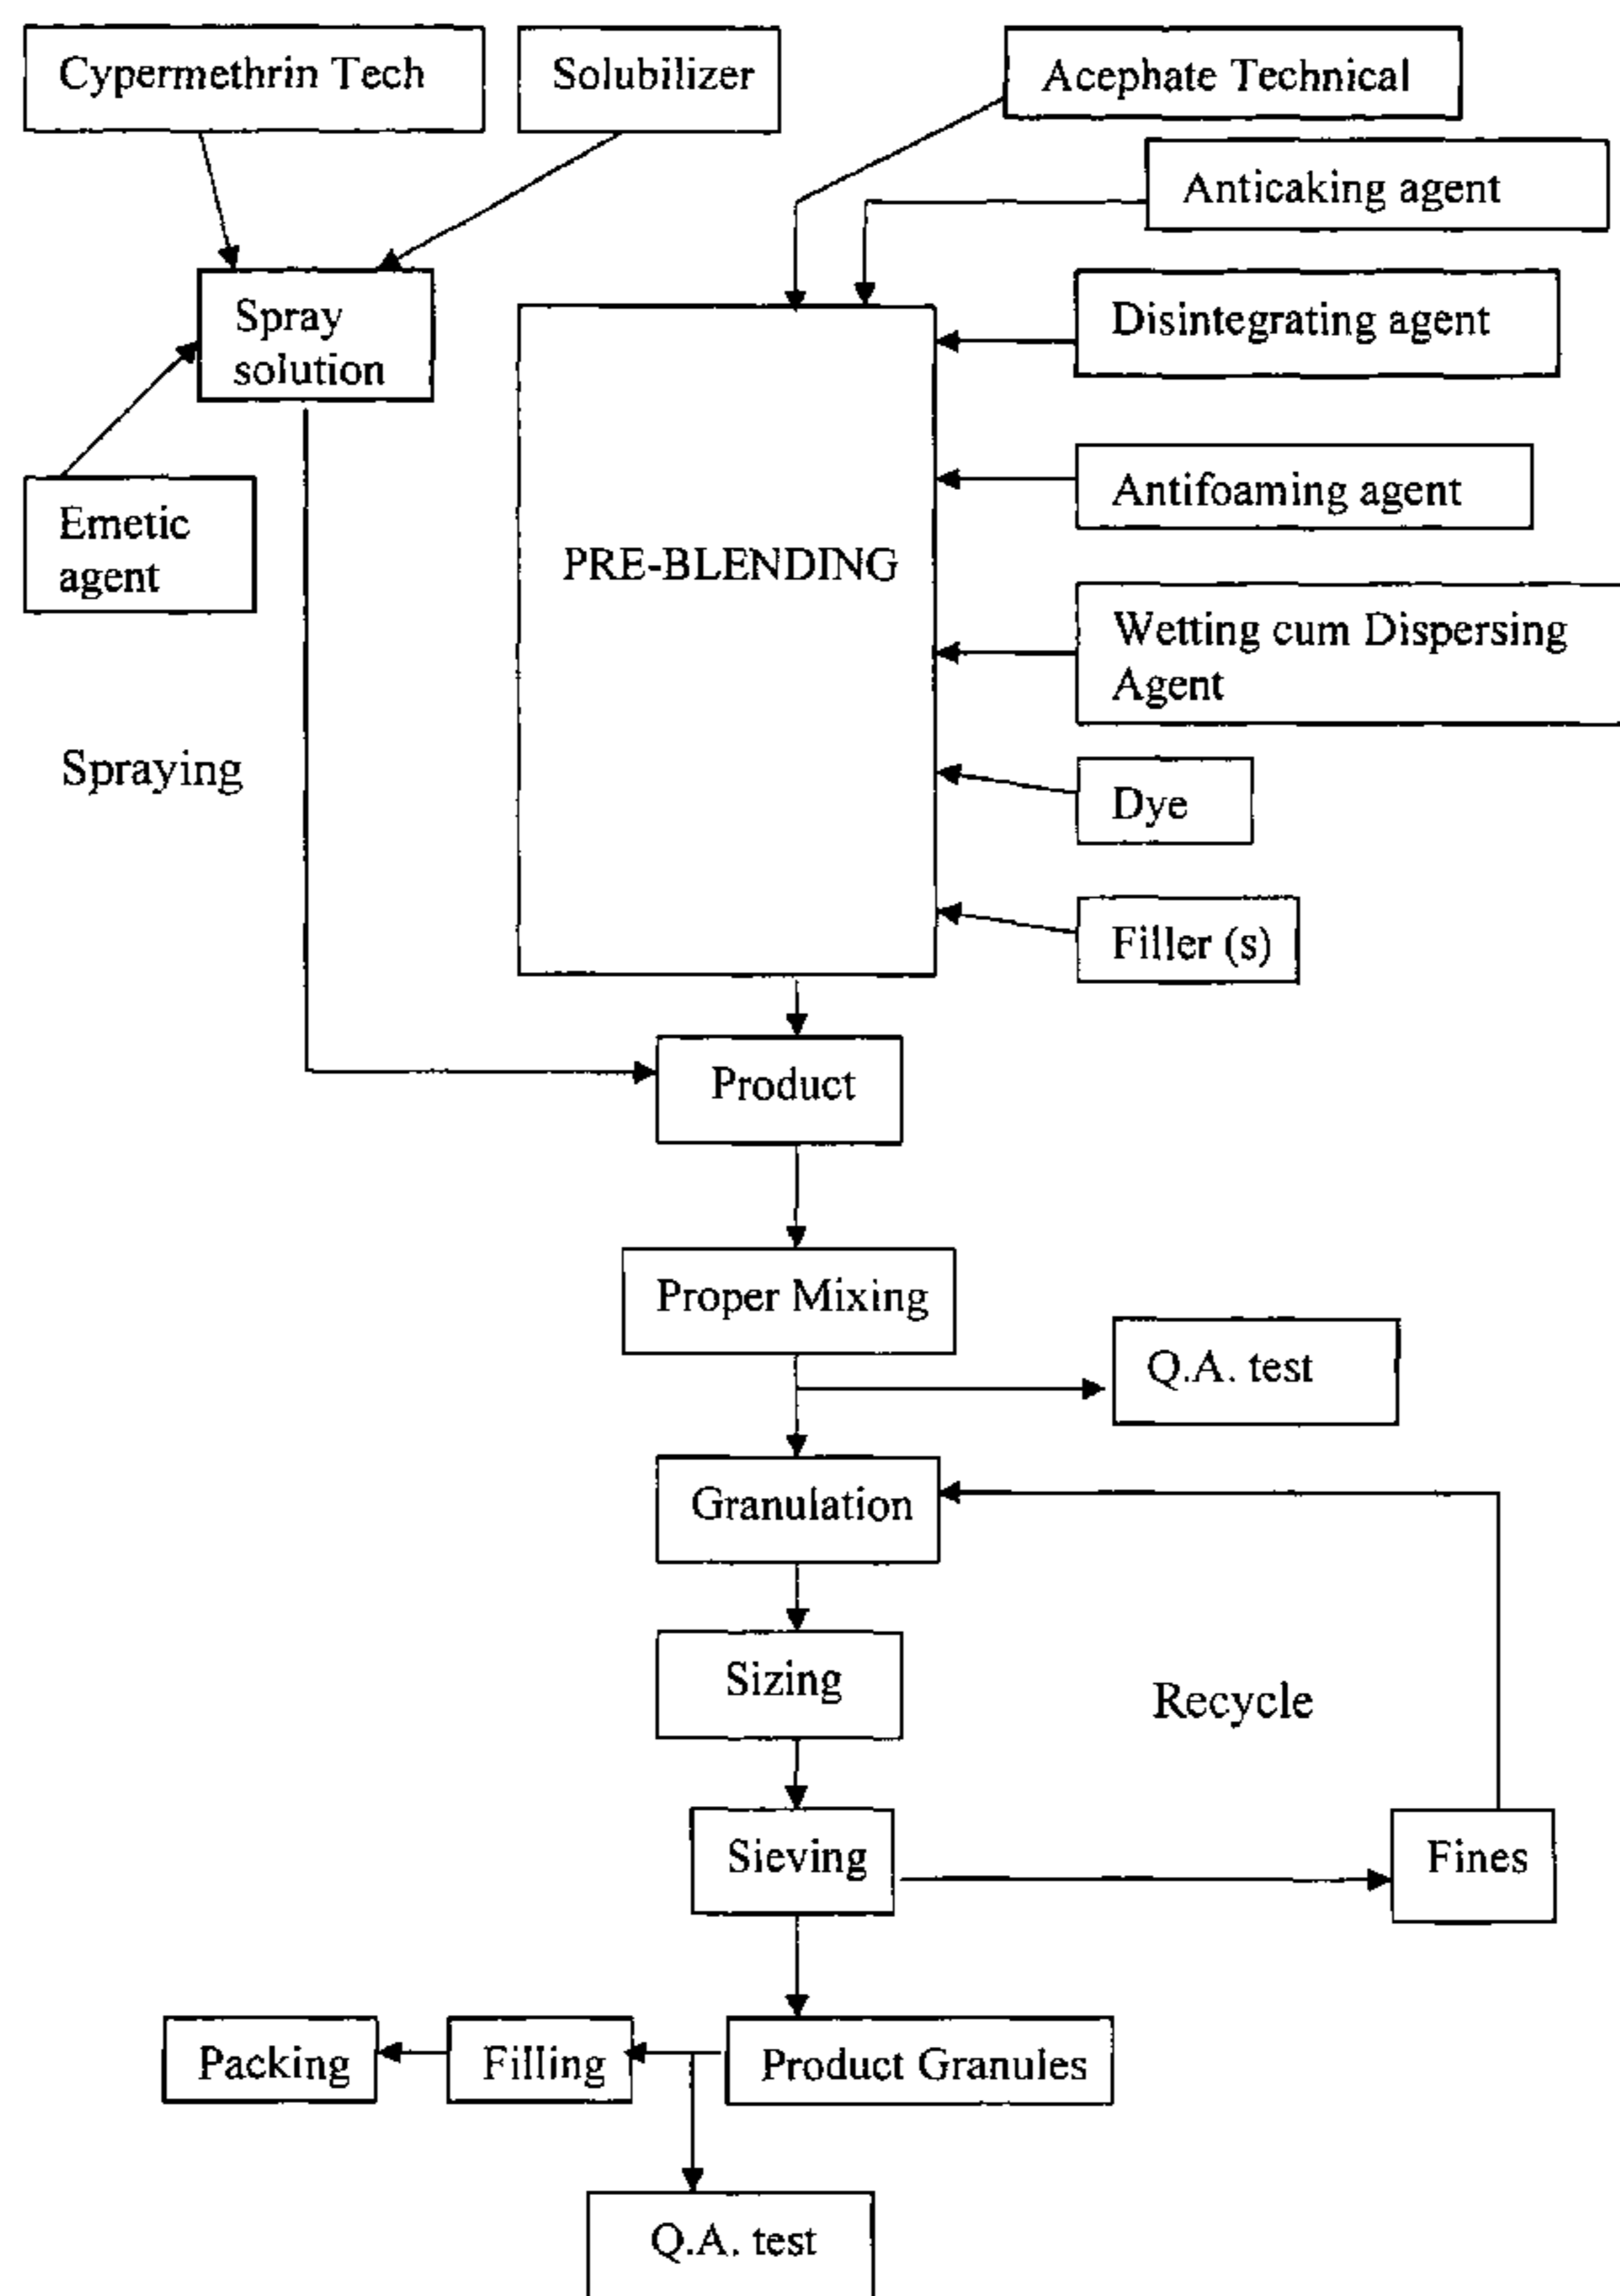 Cypermethrin Tech
Solubilizer
Acephate Technical
Anticaking agent
Spray
solution
Disintegrating agent
Emetic
agent
Antifoaming agent
PRE-BLENDING
Wetting cum Dispersing
Agent
Spraying
Dye
Filler (s)
Product
Proper Mixing
Q.A. test
Granulation
Sizing
Recycle
Sieving
Fines
Packing
Filling
Product Granules
Q.A. test